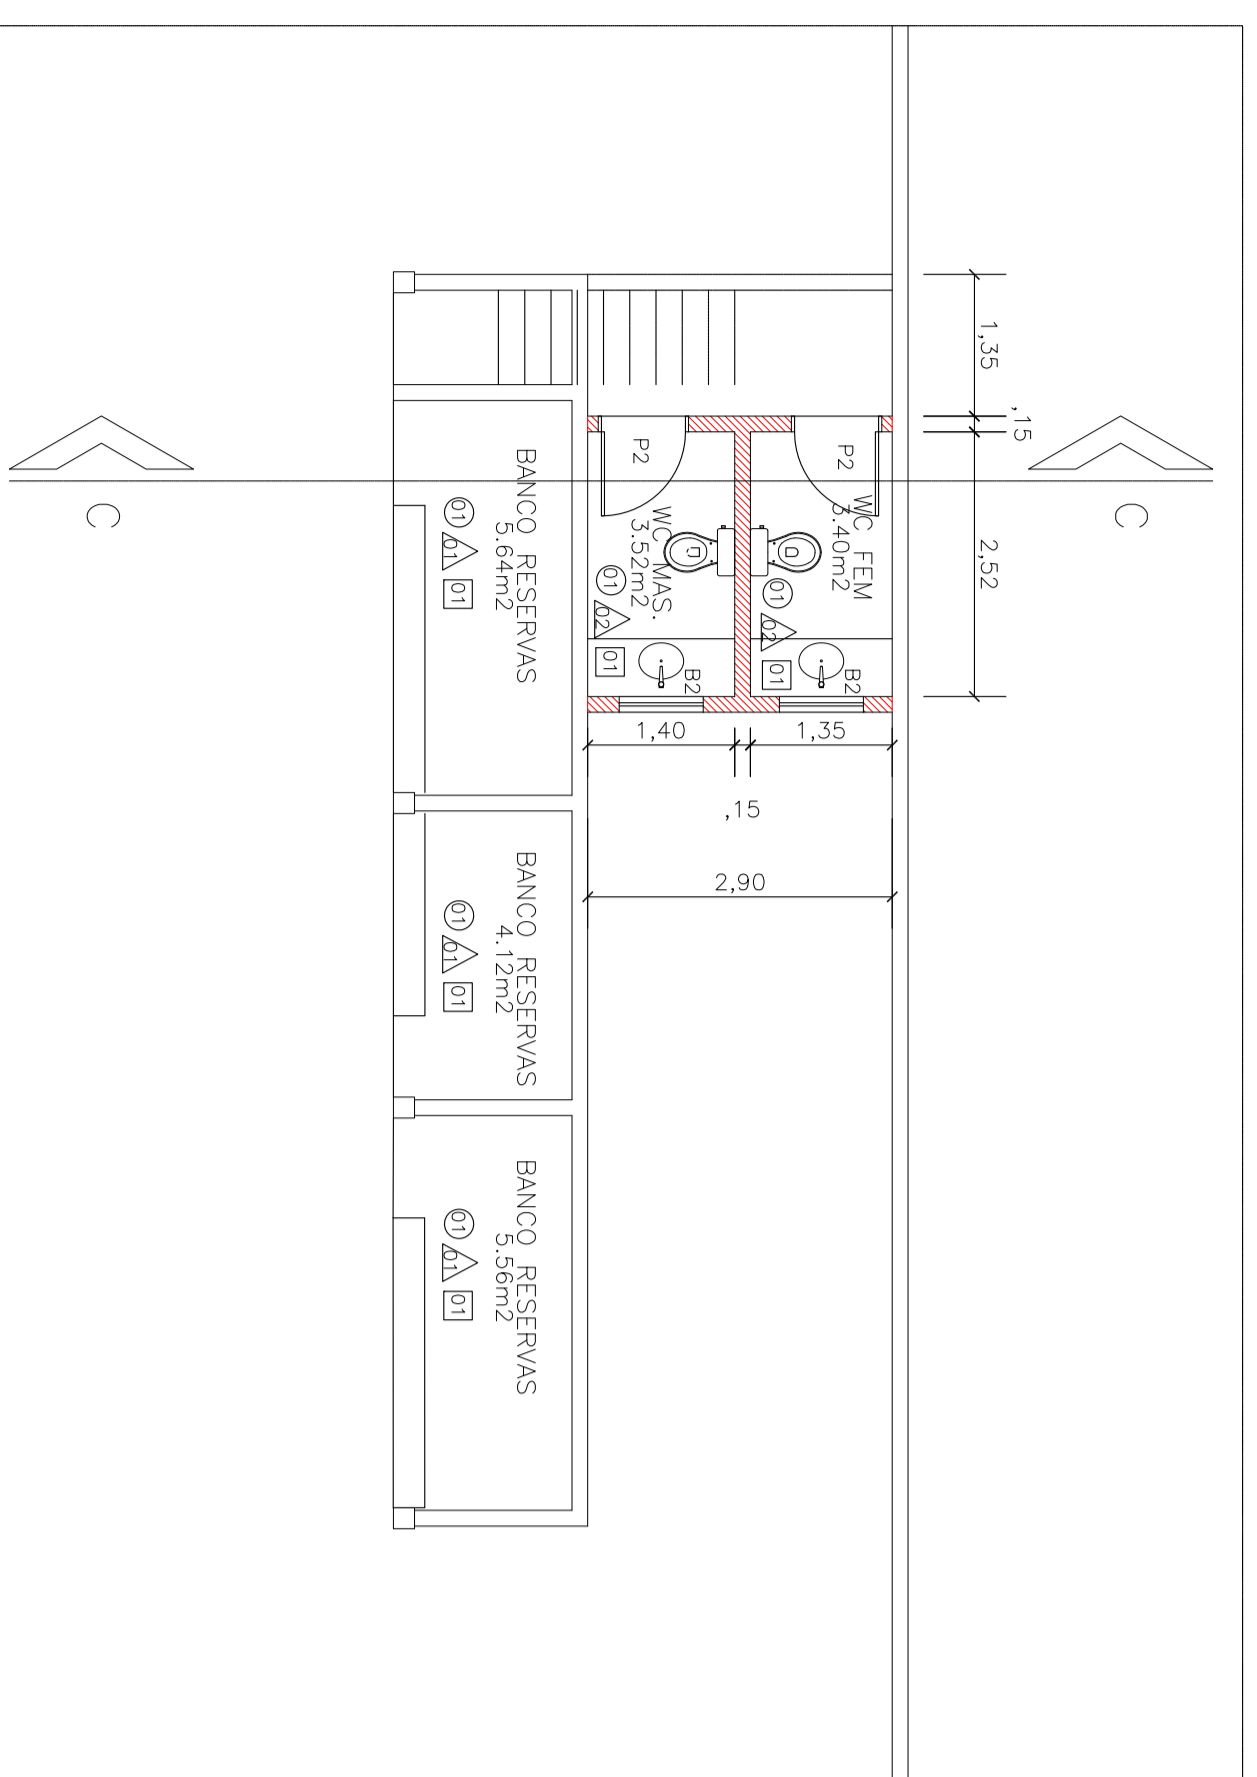 1,35
,15
2,52
C
C
P2
WC FEM
3.40m2
01
02
01
B2
P2
WC MAS.
3.52m2
01
02
01
B2
1,40
1,35
,15
2,90
BANCO RESERVAS
5.64m2
01
01
01
BANCO RESERVAS
4.12m2
01
01
01
BANCO RESERVAS
5.56m2
01
01
01